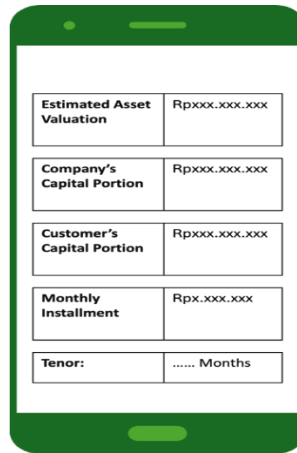 Estimated Asset Rpxxx.xxx.xxx
Valuation
Company's Rpxxx.xxx.xxx
Capital Portion
Customer's Rpxxx.xxx.xxx
Capital Portion
Monthly Rpx.xxx.xxx
Installment
Tenor: ...... Months